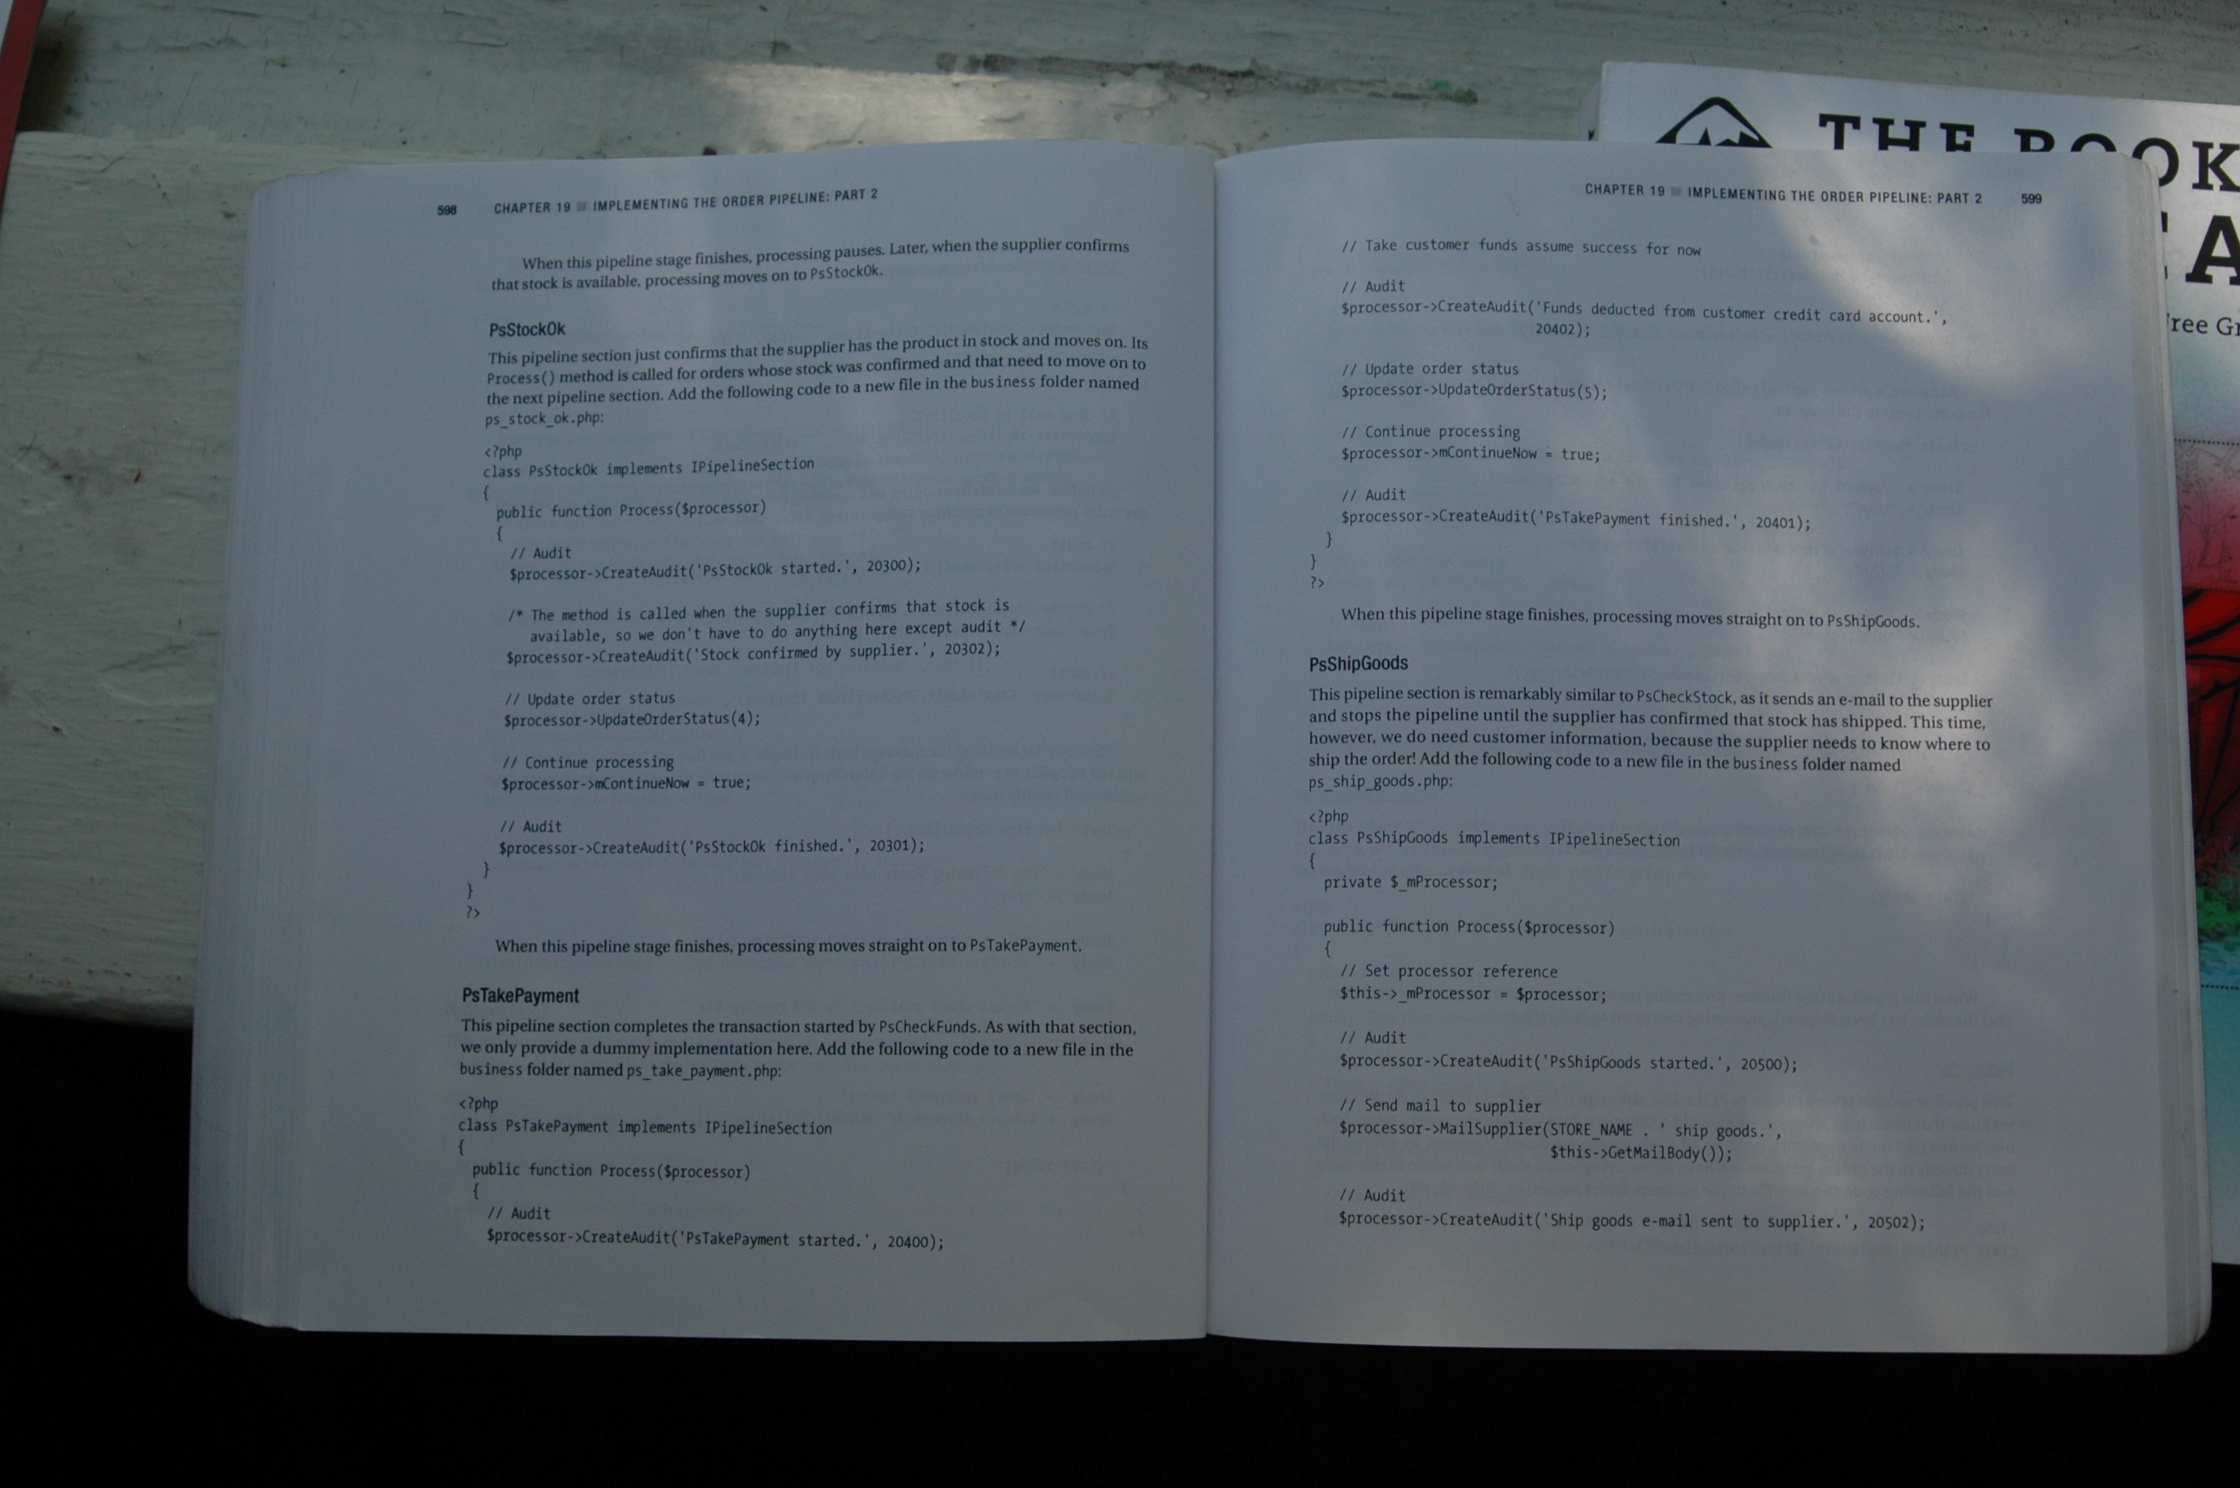 598 CHAPTER 19 ■ IMPLEMENTING THE ORDER PIPELINE: PART 2
When this pipeline stage finishes, processing pauses. Later, when the supplier confirms
that stock is available, processing moves on to PsStockOk.
PsStockOk
This pipeline section just confirms that the supplier has the product in stock and moves on. Its
Process() method is called for orders whose stock was confirmed and that need to move on to
the next pipeline section. Add the following code to a new file in the business folder named
ps_stock_ok.php:
<?php
class PsStockOk implements IPipelineSection
{
public function Process($processor)
{
// Audit
$processor->CreateAudit('PsStockOk started.', 20300);
/* The method is called when the supplier confirms that stock is
available, so we don't have to do anything here except audit */
$processor->CreateAudit('Stock confirmed by supplier.', 20302);
// Update order status
$processor->UpdateOrderStatus(4);
// Continue processing
$processor->mContinueNow = true;
// Audit
$processor->CreateAudit('PsStockOk finished.', 20301);
}
}
?>
When this pipeline stage finishes, processing moves straight on to PsTakePayment.
PsTakePayment
This pipeline section completes the transaction started by PsCheckFunds. As with that section,
we only provide a dummy implementation here. Add the following code to a new file in the
business folder named ps_take_payment.php:
<?php
class PsTakePayment implements IPipelineSection
{
public function Process($processor)
{
// Audit
$processor->CreateAudit('PsTakePayment started.', 20400);
CHAPTER 19 ■ IMPLEMENTING THE ORDER PIPELINE: PART 2 599
// Take customer funds assume success for now
// Audit
$processor->CreateAudit('Funds deducted from customer credit card account.',
20402);
// Update order status
$processor->UpdateOrderStatus(5);
// Continue processing
$processor->mContinueNow = true;
// Audit
$processor->CreateAudit('PsTakePayment finished.', 20401);
}
}
?>
When this pipeline stage finishes, processing moves straight on to PsShipGoods.
PsShipGoods
This pipeline section is remarkably similar to PsCheckStock, as it sends an e-mail to the supplier
and stops the pipeline until the supplier has confirmed that stock has shipped. This time,
however, we do need customer information, because the supplier needs to know where to
ship the order! Add the following code to a new file in the business folder named
ps_ship_goods.php:
<?php
class PsShipGoods implements IPipelineSection
{
private $_mProcessor;
public function Process($processor)
{
// Set processor reference
$this->_mProcessor = $processor;
// Audit
$processor->CreateAudit('PsShipGoods started.', 20500);
// Send mail to supplier
$processor->MailSupplier(STORE_NAME . ' ship goods.',
$this->GetMailBody());
// Audit
$processor->CreateAudit('Ship goods e-mail sent to supplier.', 20502);
THE BOOK